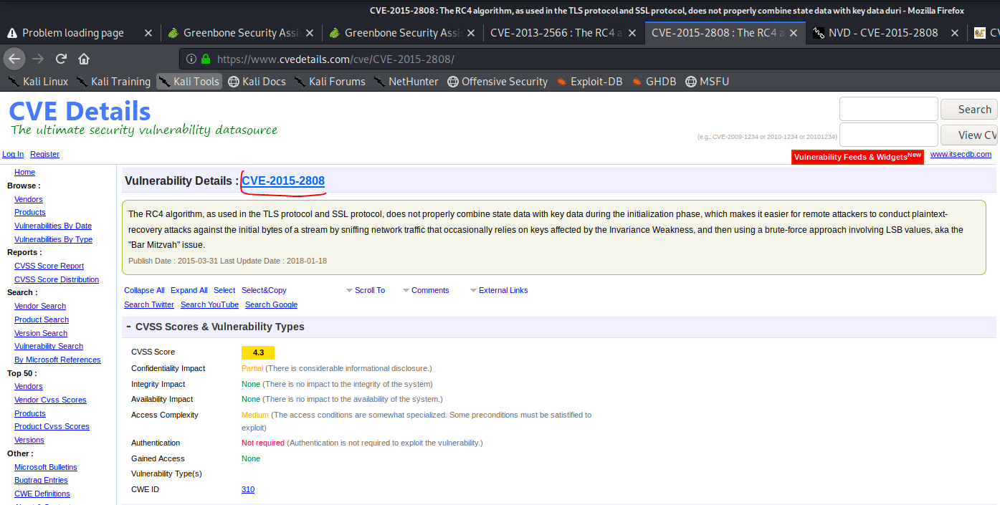 CVE-2015-2808 : The RC4 algorithm, as used in the TLS protocol and SSL protocol, does not properly combine state data with key data duri - Mozilla Firefox
Problem loading page
Greenbone Security Assi
Greenbone Security Assi
CVE-2013-2566 : The RC4 a
CVE-2015-2808 : The RC4 a
NVD - CVE-2015-2808
CV
https://www.cvedetails.com/cve/CVE-2015-2808/
Kali Linux Kali Training Kali Tools Kali Docs Kali Forums NetHunter Offensive Security Exploit-DB GHDB MSFU
CVE Details
The ultimate security vulnerability datasource
Search
(e.g.: CVE-2009-1234 or 2010-1234 or 20101234)
View CV
Log In Register
Vulnerability Feeds & WidgetsNew www.itsecdb.com
Home
Browse :
Vendors
Products
Vulnerabilities By Date
Vulnerabilities By Type
Reports :
CVSS Score Report
CVSS Score Distribution
Search :
Vendor Search
Product Search
Version Search
Vulnerability Search
By Microsoft References
Top 50 :
Vendors
Vendor Cvss Scores
Products
Product Cvss Scores
Versions
Other :
Microsoft Bulletins
Bugtraq Entries
CWE Definitions
Vulnerability Details : CVE-2015-2808
The RC4 algorithm, as used in the TLS protocol and SSL protocol, does not properly combine state data with key data during the initialization phase, which makes it easier for remote attackers to conduct plaintext-
recovery attacks against the initial bytes of a stream by sniffing network traffic that occasionally relies on keys affected by the Invariance Weakness, and then using a brute-force approach involving LSB values, aka the
"Bar Mitzvah" issue.
Publish Date : 2015-03-31 Last Update Date : 2018-01-18
Collapse All Expand All Select Select&Copy Scroll To Comments External Links
Search Twitter Search YouTube Search Google
- CVSS Scores & Vulnerability Types
CVSS Score 4.3
Confidentiality Impact Partial (There is considerable informational disclosure.)
Integrity Impact None (There is no impact to the integrity of the system)
Availability Impact None (There is no impact to the availability of the system.)
Access Complexity Medium (The access conditions are somewhat specialized. Some preconditions must be satistified to
exploit)
Authentication Not required (Authentication is not required to exploit the vulnerability.)
Gained Access None
Vulnerability Type(s)
CWE ID 310